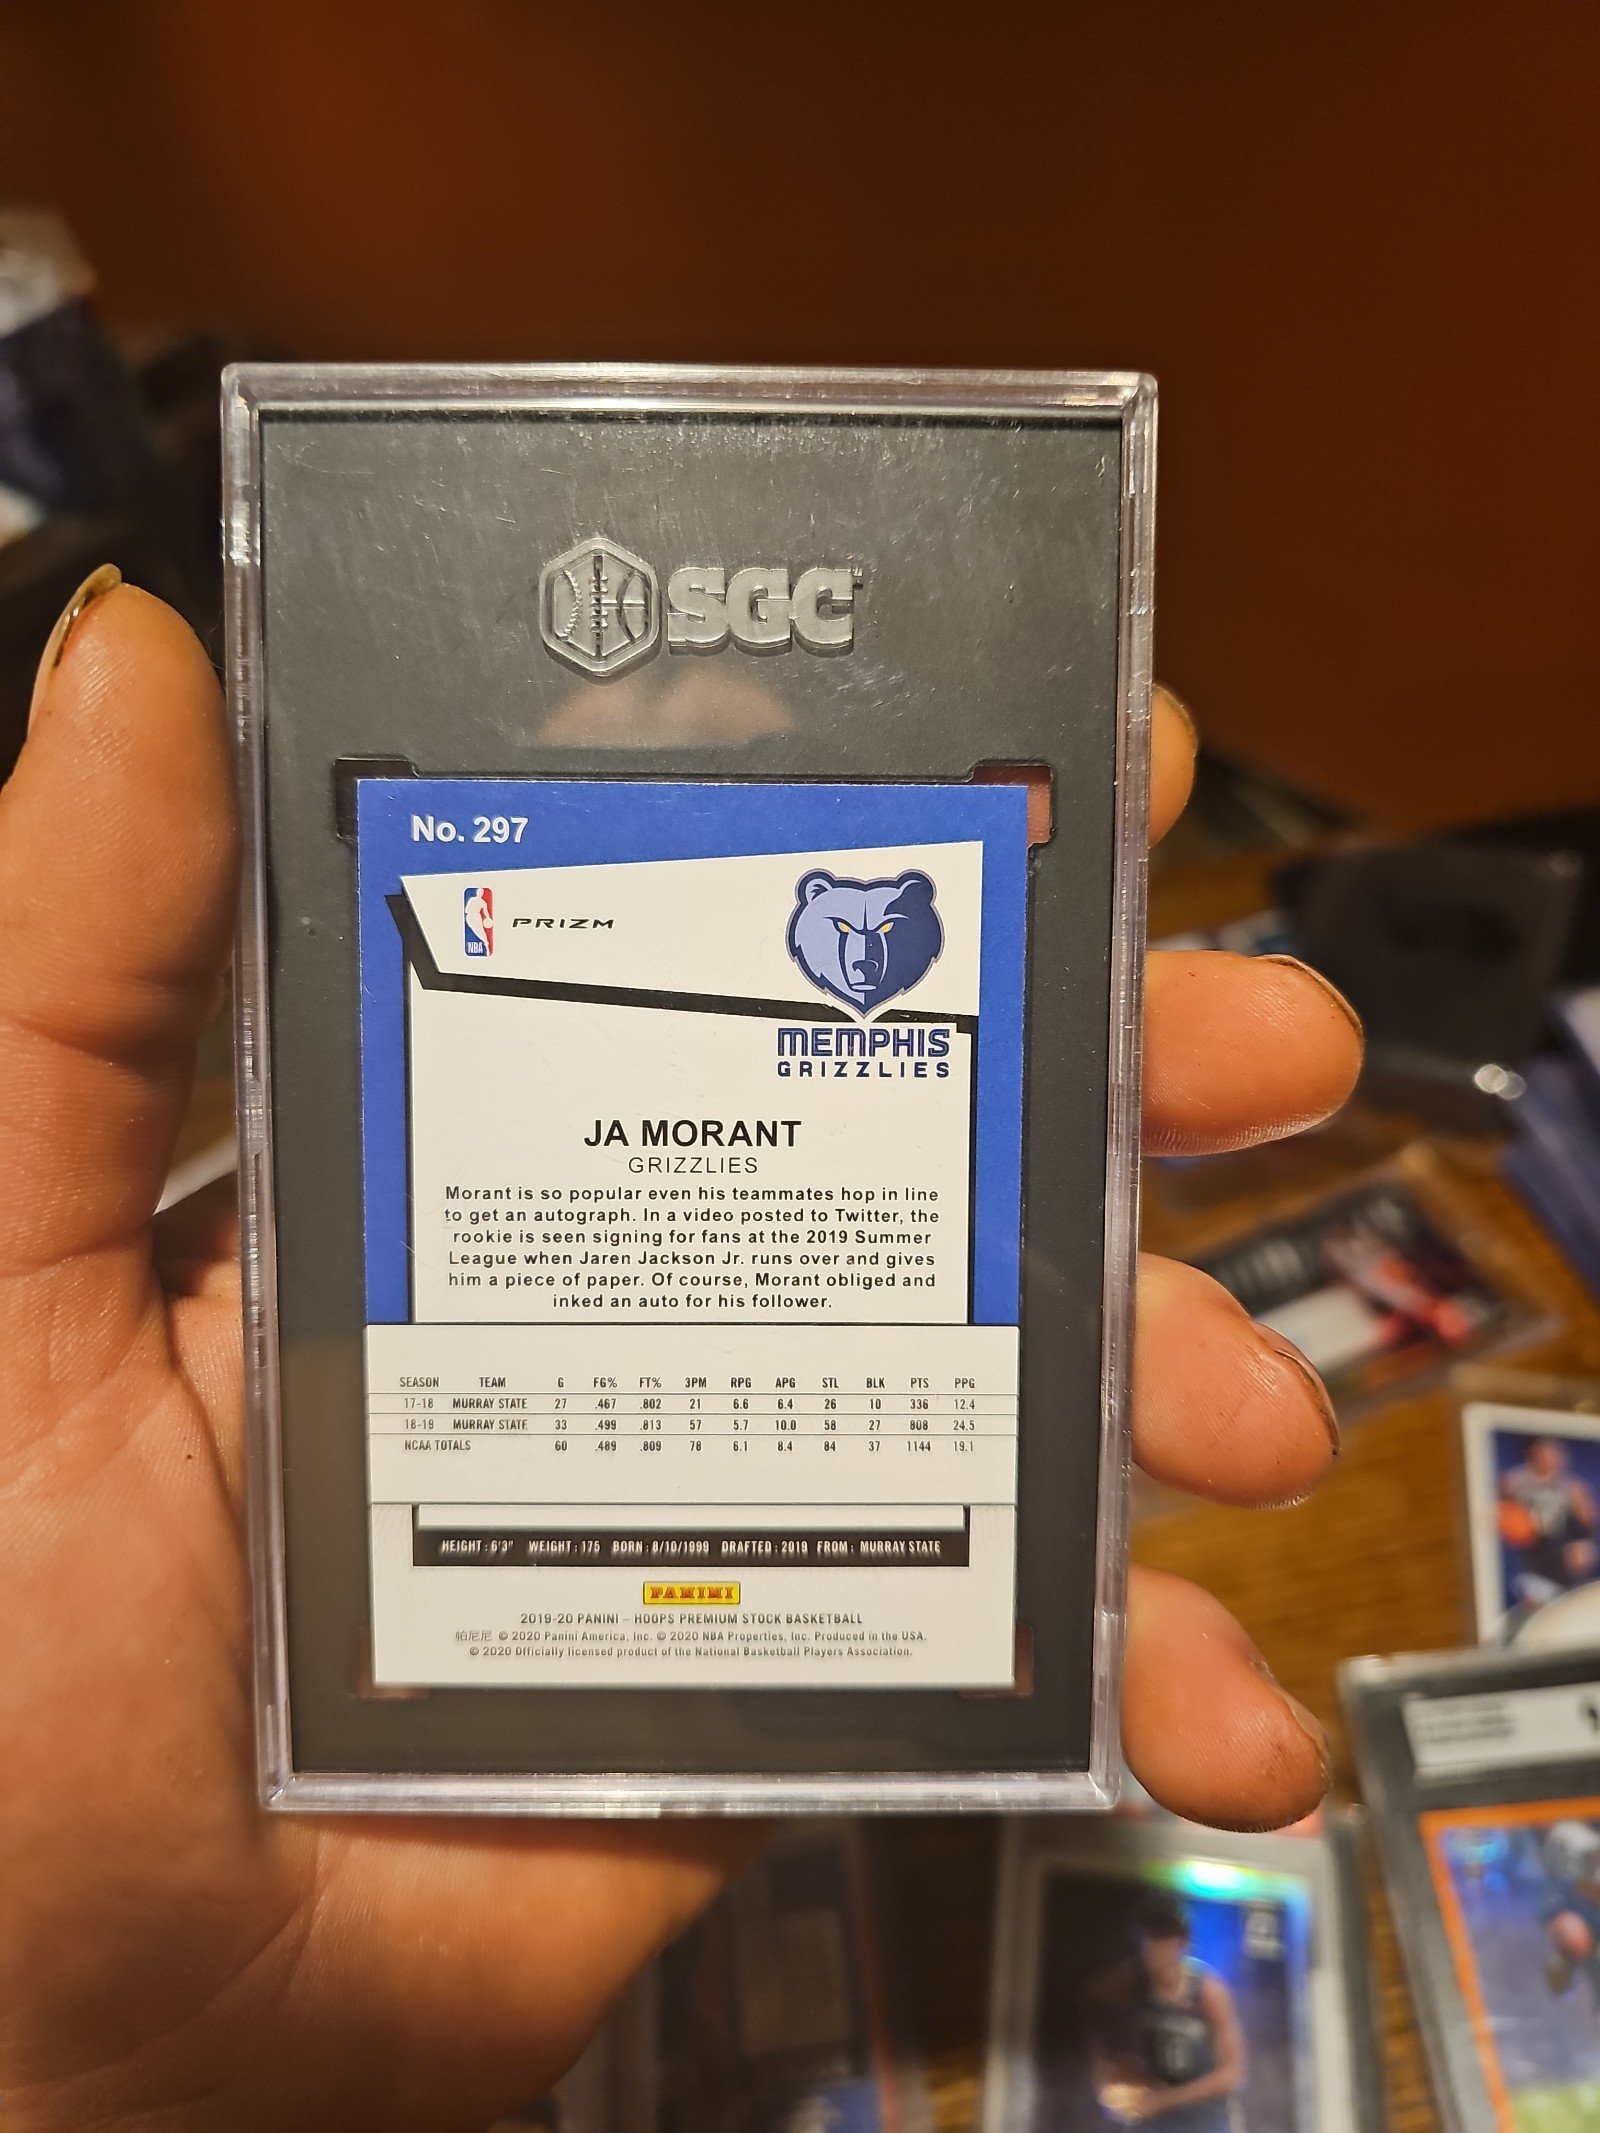 SGC
No. 297
NBA
PRIZM
MEMPHIS
GRIZZLIES
JA MORANT
GRIZZLIES
Morant is so popular even his teammates hop in line
to get an autograph. In a video posted to Twitter, the
rookie is seen signing for fans at the 2019 Summer
League when Jaren Jackson Jr. runs over and gives
him a piece of paper. Of course, Morant obliged and
inked an auto for his follower.
SEASON TEAM G FG% FT% 3PM RPG APG STL BLK PTS PPG
17-18 MURRAY STATE 27 .467 .802 21 6.6 6.4 26 10 336 12.4
18-19 MURRAY STATE 33 .499 .813 57 5.7 10.0 58 27 808 24.5
NCAA TOTALS 60 .489 .809 78 6.1 8.4 84 37 1144 19.1
HEIGHT: 6'3" WEIGHT: 175 BORN: 8/10/1999 DRAFTED: 2019 FROM: MURRAY STATE
PANINI
2019-20 PANINI – HOOPS PREMIUM STOCK BASKETBALL
帕尼尼 © 2020 Panini America, Inc. © 2020 NBA Properties, Inc. Produced in the USA.
© 2020 Officially licensed product of the National Basketball Players Association.